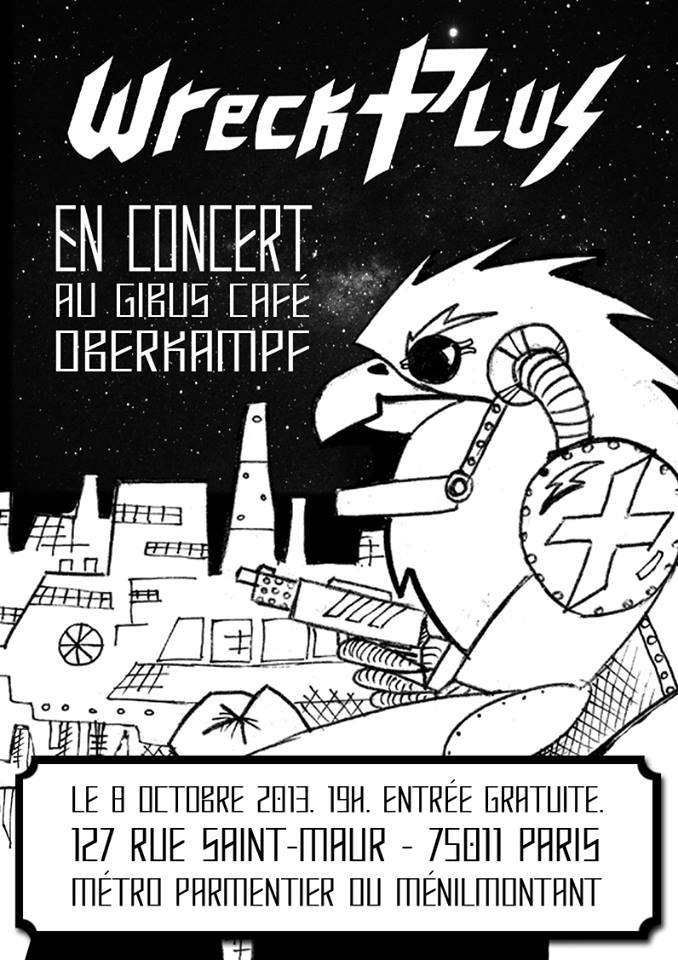 WreckPlus
EN CONCERT
AU GIBUS CAFÉ
OBERKAMPF
LE 8 OCTOBRE 2013. 19H. ENTRÉE GRATUITE.
127 RUE SAINT-MAUR - 75011 PARIS
MÉTRO PARMENTIER OU MÉNILMONTANT